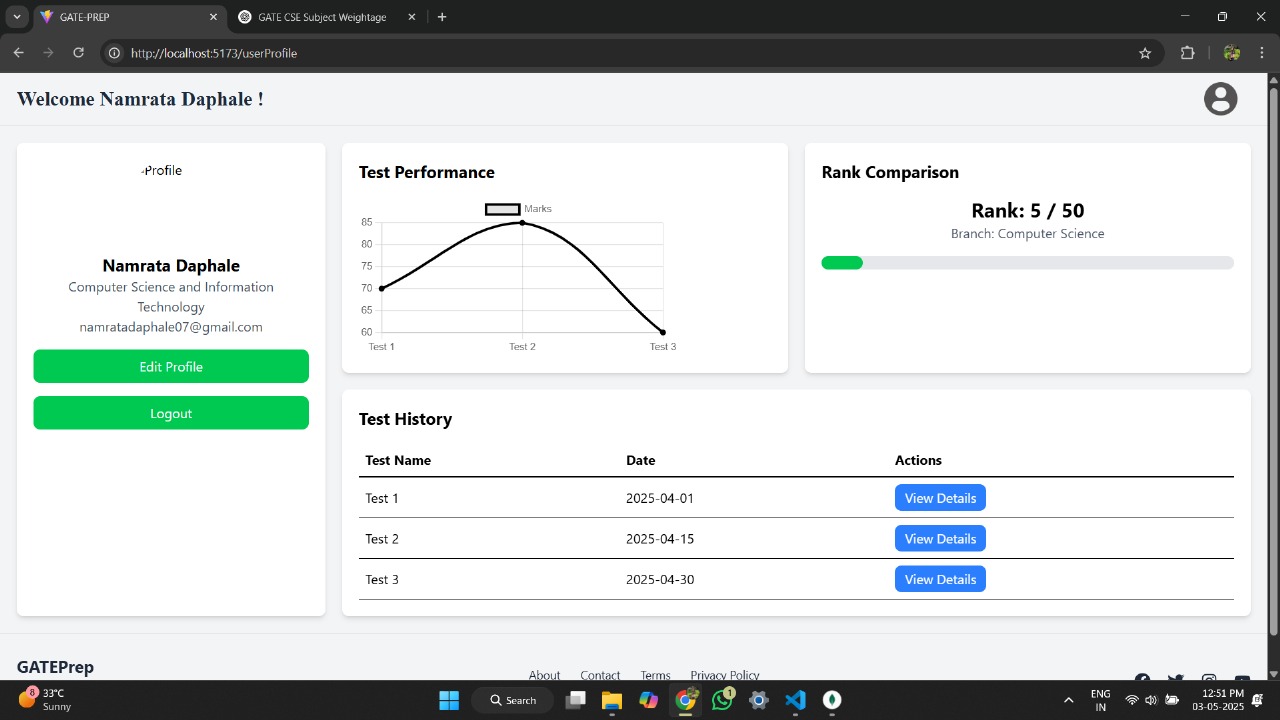 GATE-PREP
GATE CSE Subject Weightage
http://localhost:5173/userProfile
Welcome Namrata Daphale !
Profile
Namrata Daphale
Computer Science and Information
Technology
namratadaphale07@gmail.com
Edit Profile
Logout
Test Performance
Marks
85
80
75
70
65
60
Test 1 Test 2 Test 3
Rank Comparison
Rank: 5 / 50
Branch: Computer Science
Test History
Test Name Date Actions
Test 1 2025-04-01 View Details
Test 2 2025-04-15 View Details
Test 3 2025-04-30 View Details
GATEPrep
About Contact Terms Privacy Policy
8
33°C
Sunny
Search
1
ENG
IN
12:51 PM
03-05-2025